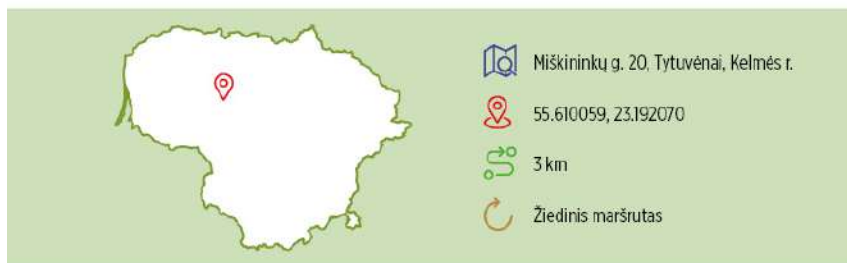 Miškininkų g. 20, Tytuvėnai, Kelmės r.
55.610059, 23.192070
3 km
Žiedinis maršrutas